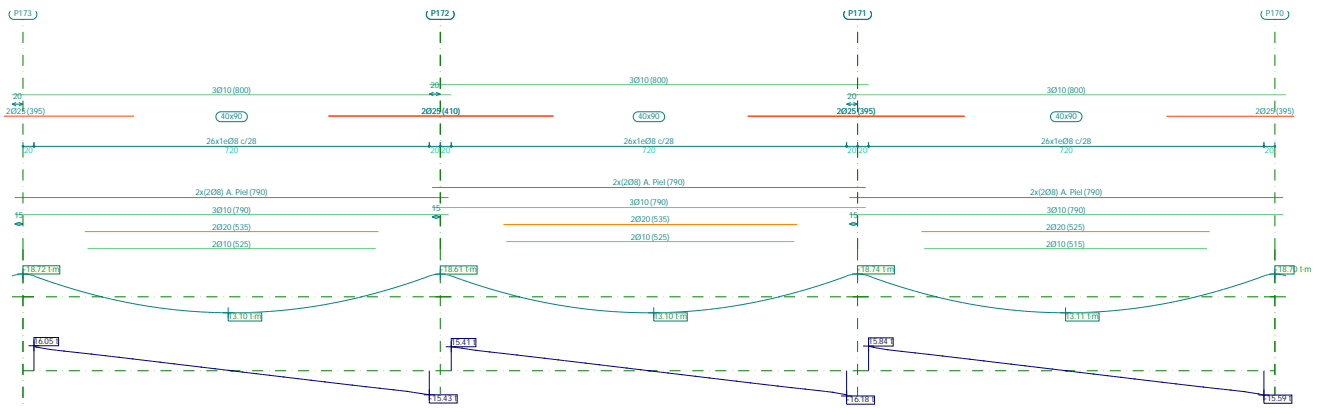 P173 P172 P171 P170
3Ø10 (800)
20
3Ø10 (800) 3Ø10 (800)
20 20
2Ø25 (395) 40x90 2Ø25 (410) 40x90 2Ø25 (395) 40x90 2Ø25 (395)
26x1eØ8 c/28 26x1eØ8 c/28 26x1eØ8 c/28
20 720 20 20 720 20 20 720 20
2x(2Ø8) A. Piel (790)
2x(2Ø8) A. Piel (790) 2x(2Ø8) A. Piel (790)
3Ø10 (790)
15
3Ø10 (790) 3Ø10 (790)
15 15
2Ø20 (535)
2Ø20 (535) 2Ø20 (535)
2Ø10 (525)
2Ø10 (525) 2Ø10 (515)
-18.72 t·m -18.61 t·m -18.74 t·m -18.70 t·m
13.10 t·m 13.10 t·m 13.11 t·m
16.05 t 15.41 t 15.84 t
-15.43 t -16.18 t -15.59 t